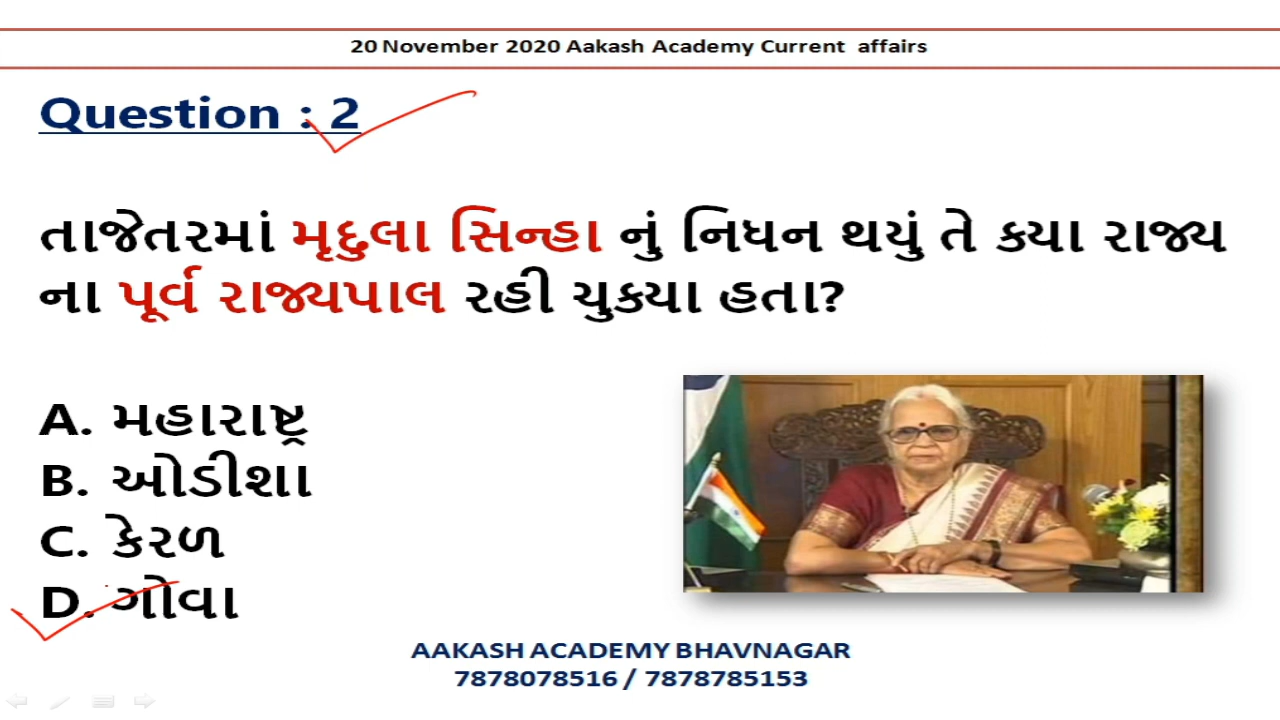 20 November 2020 Aakash Academy Current affairs
Question : 2
તાજેતરમાં મૃદુલા સિન્હા નું નિધન થયું તે કયા રાજ્ય
ના પૂર્વ રાજ્યપાલ રહી ચુકયા હતા?
A. મહારાષ્ટ્ર
B. ઓડીશા
C. કેરળ
D. ગોવા
AAKASH ACADEMY BHAVNAGAR
7878078516 / 7878785153